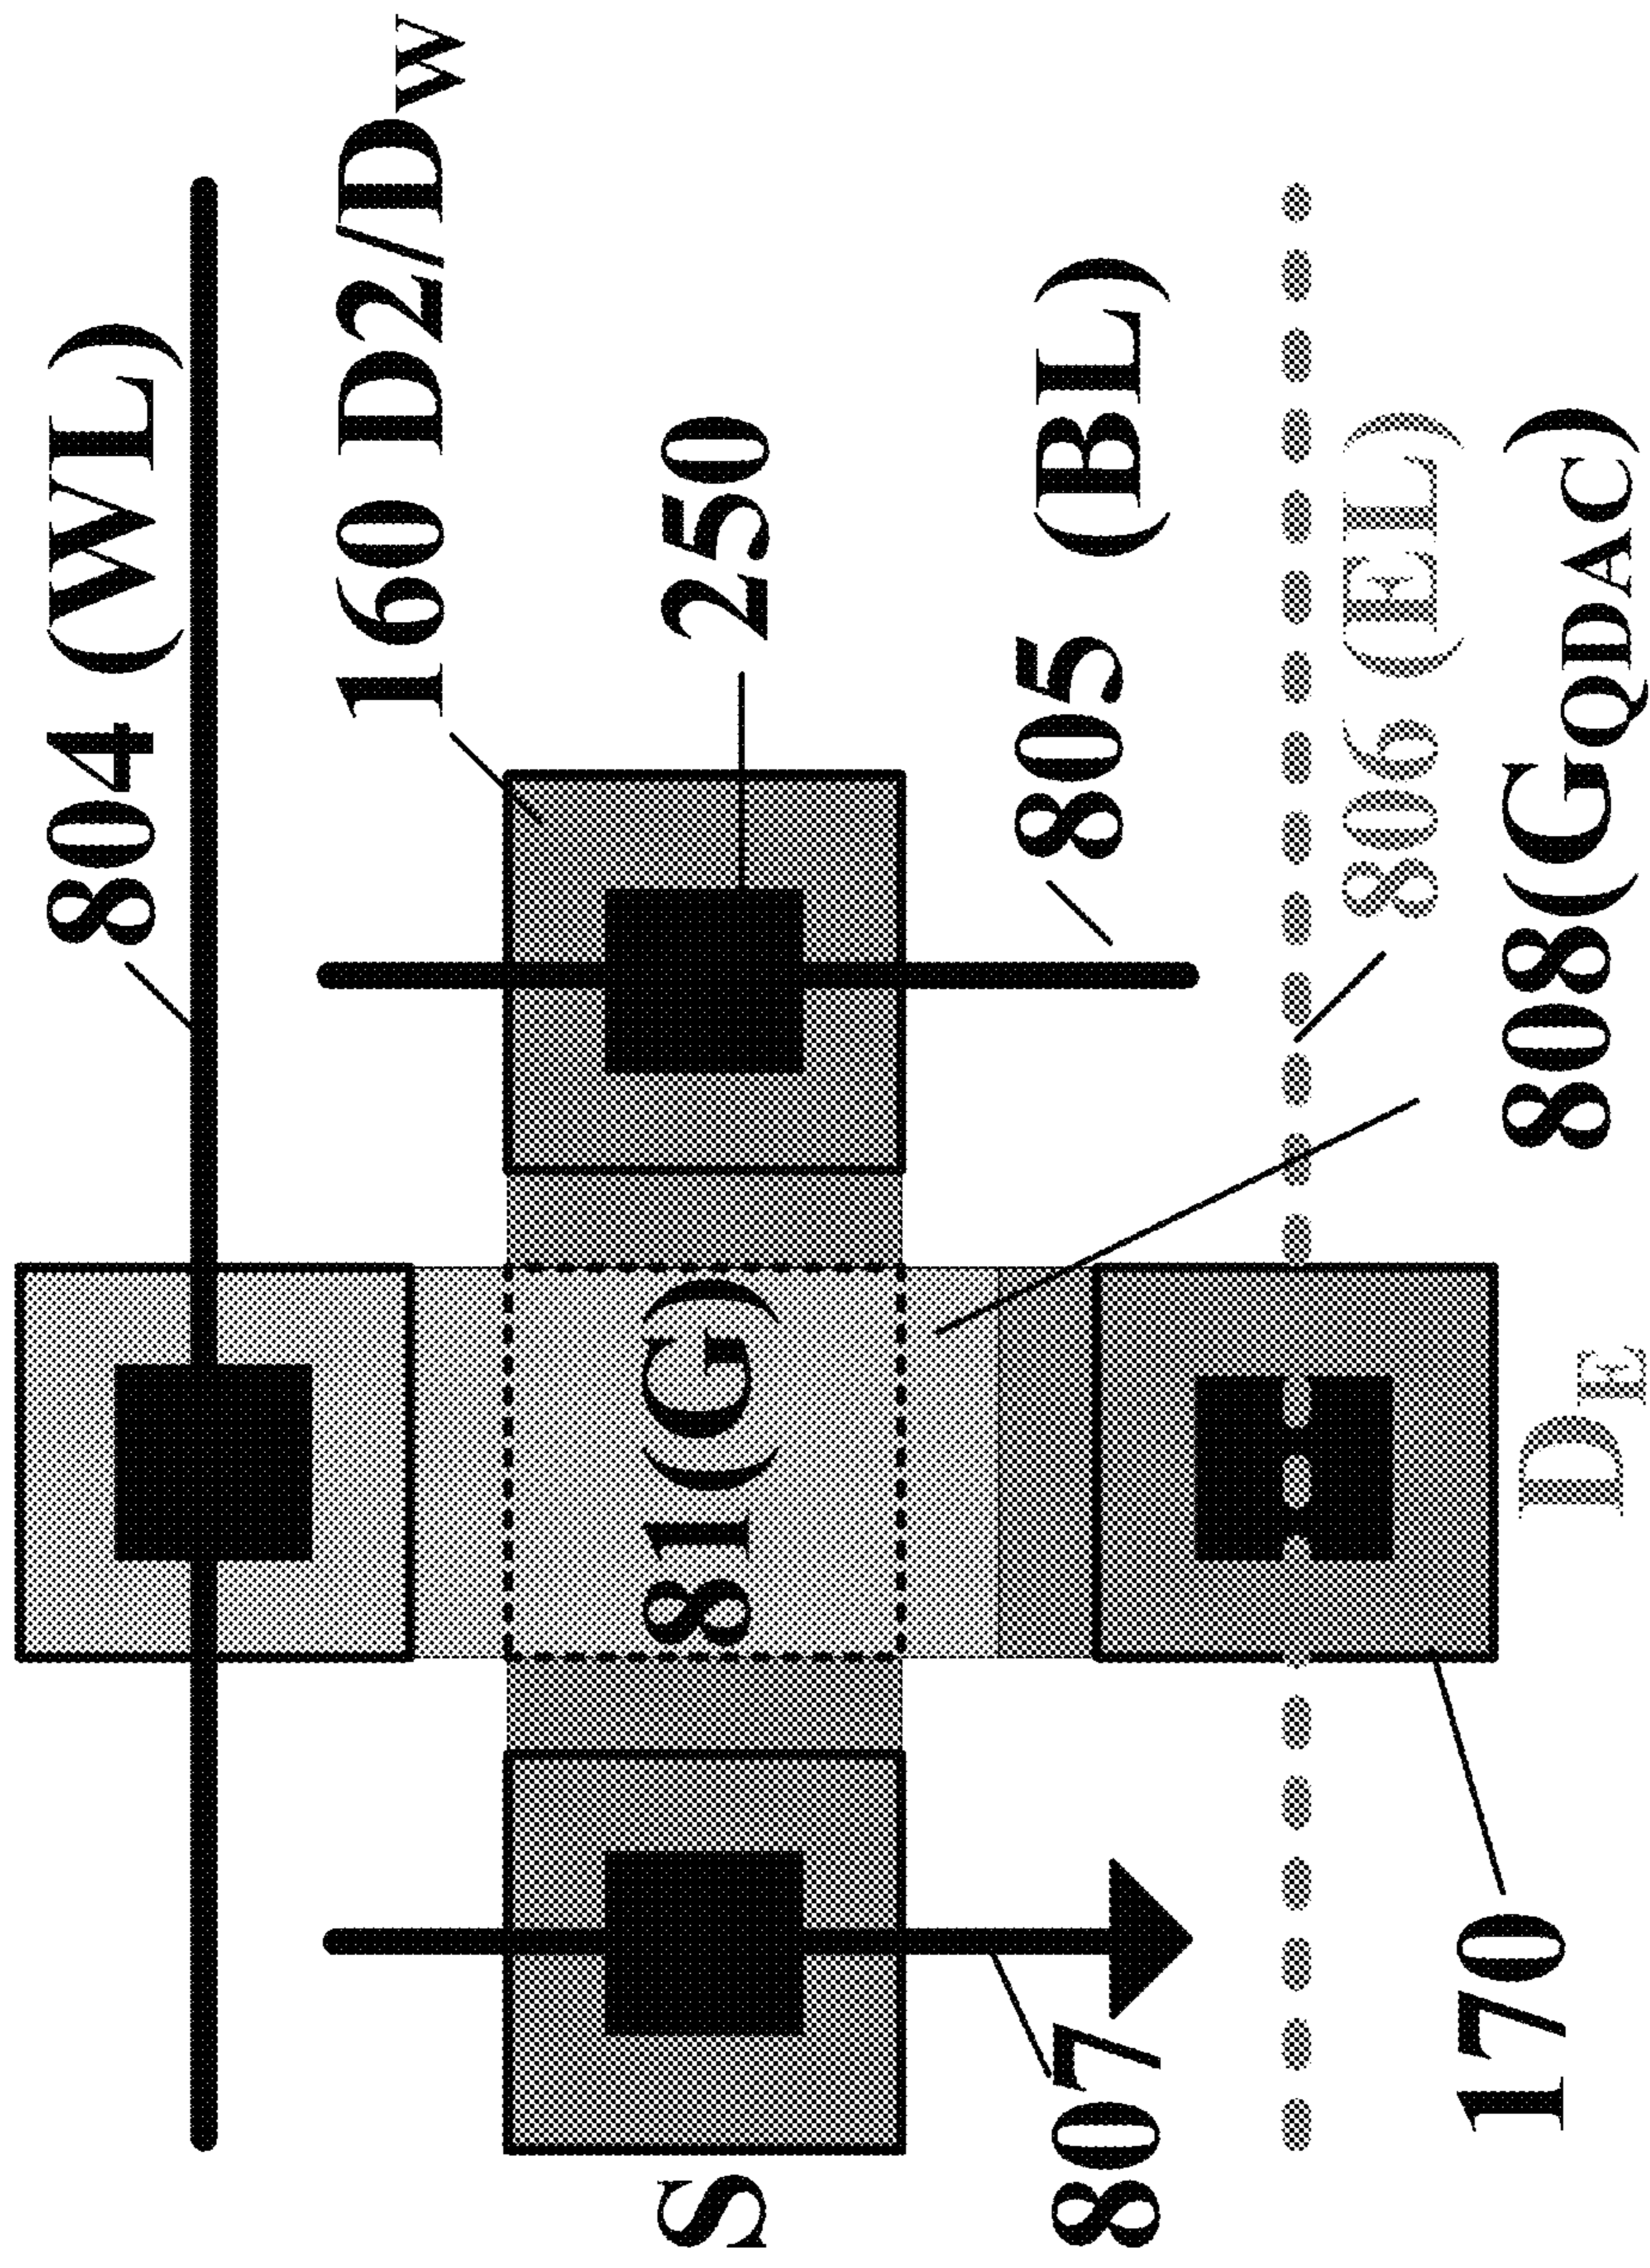 804 (WL)
160 D2/DW
250
805 (BL)
806 (EL)
808(GQDAC)
81(G)
S
807
170
DE